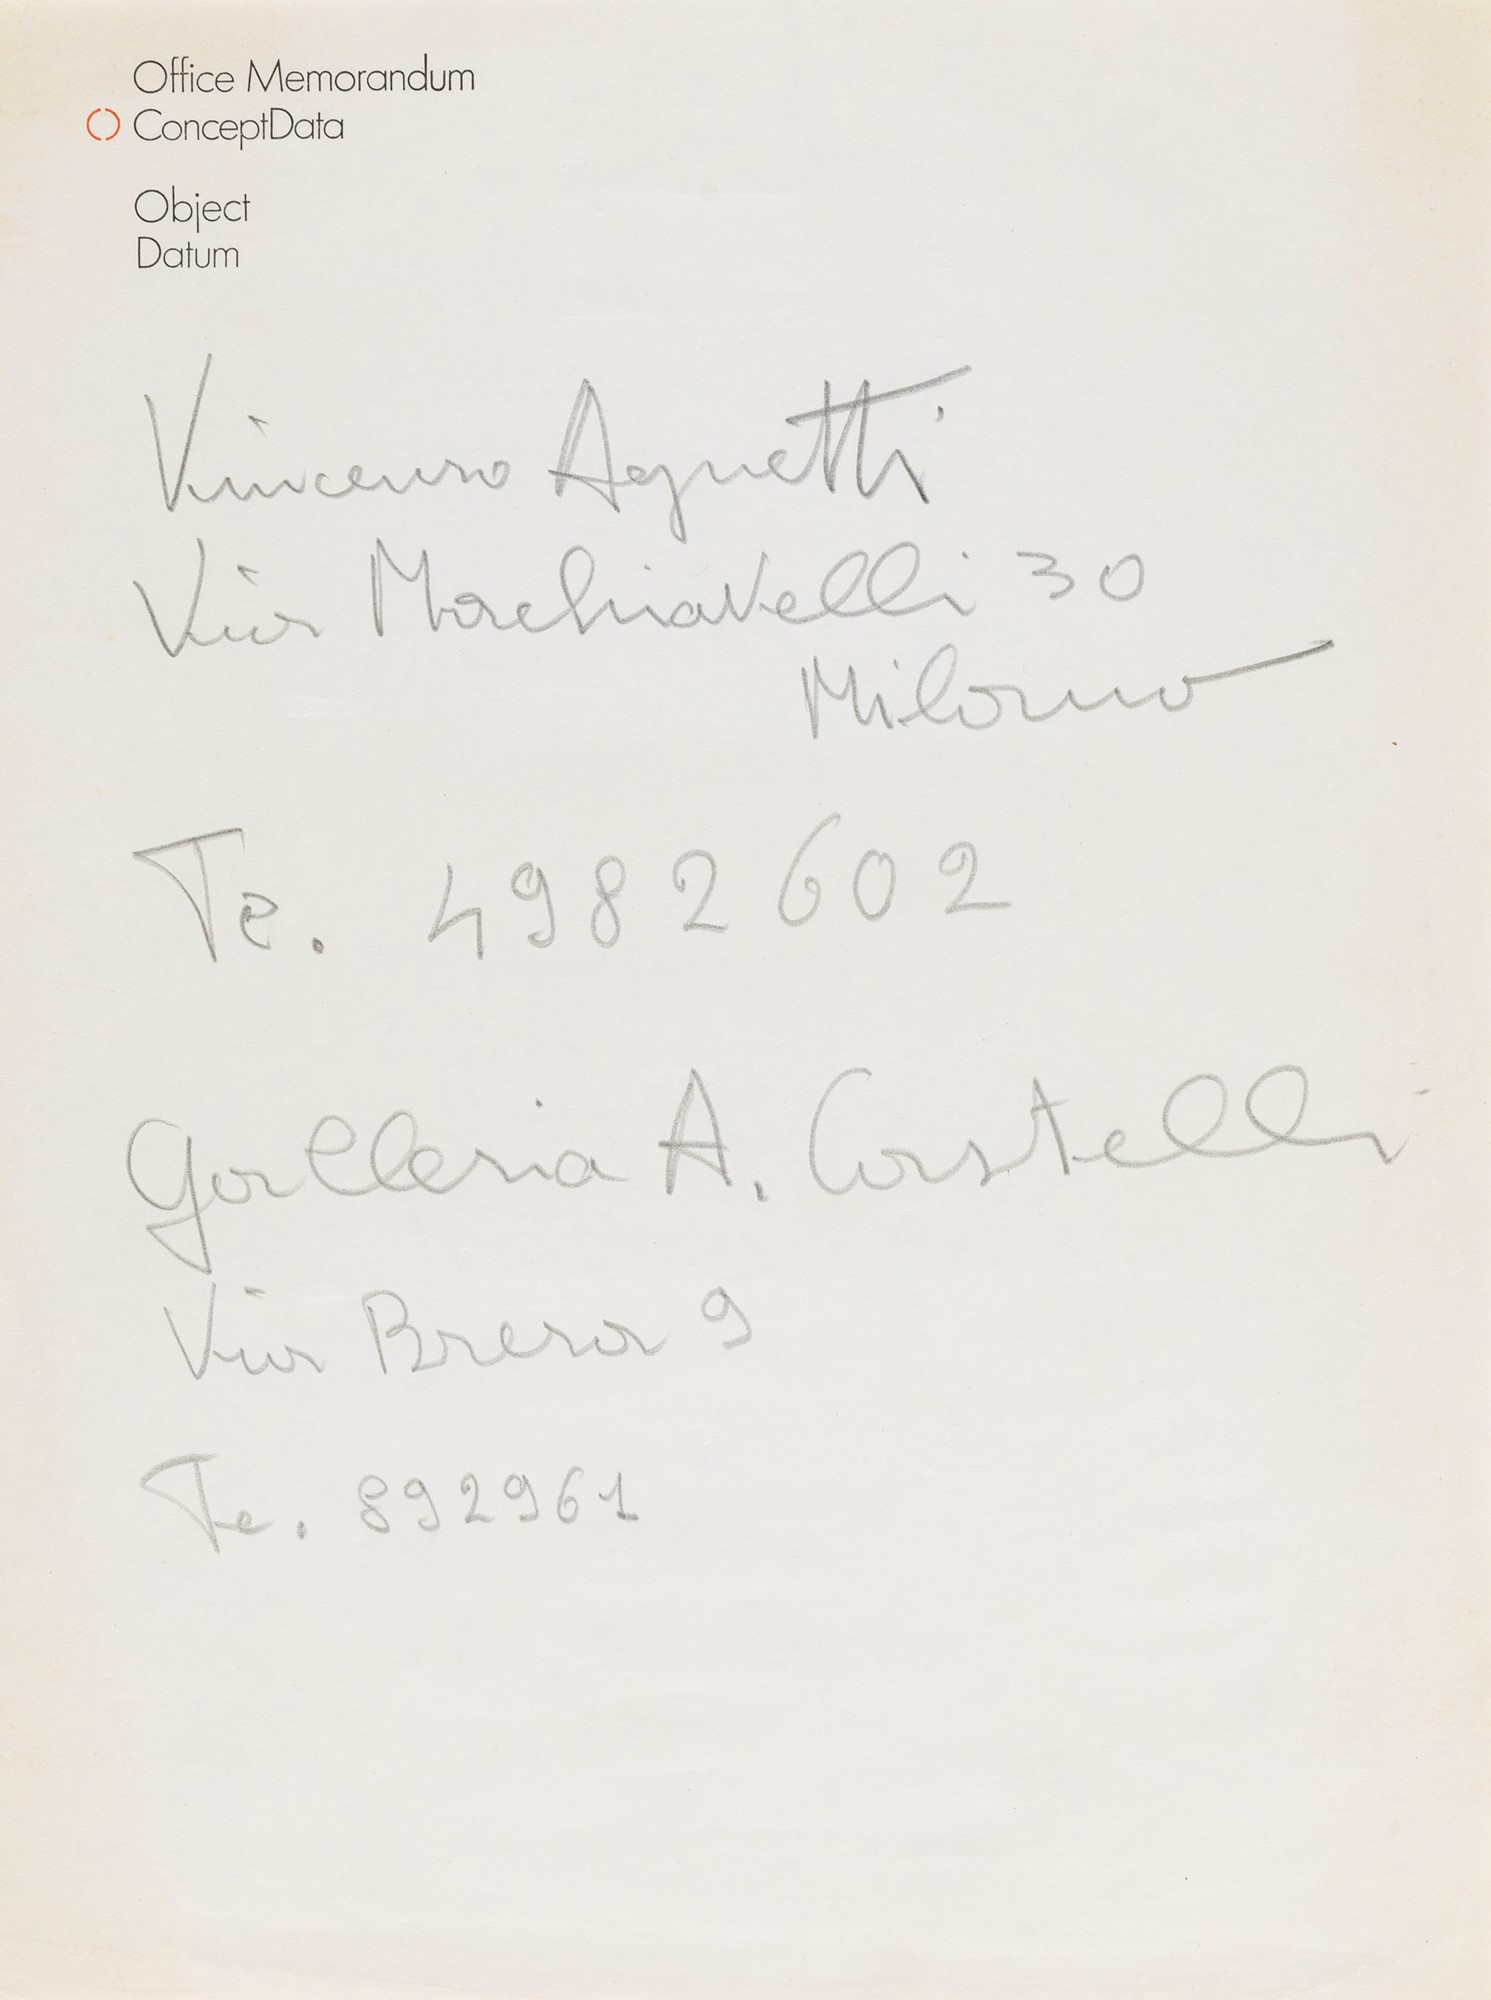 Office Memorandum
ConceptData
Object
Datum
Vincenzo Agnetti
Via Machiavelli 30
Milano
Te. 4982602
Galleria A. Castelli
Via Brera 9
Te. 892961